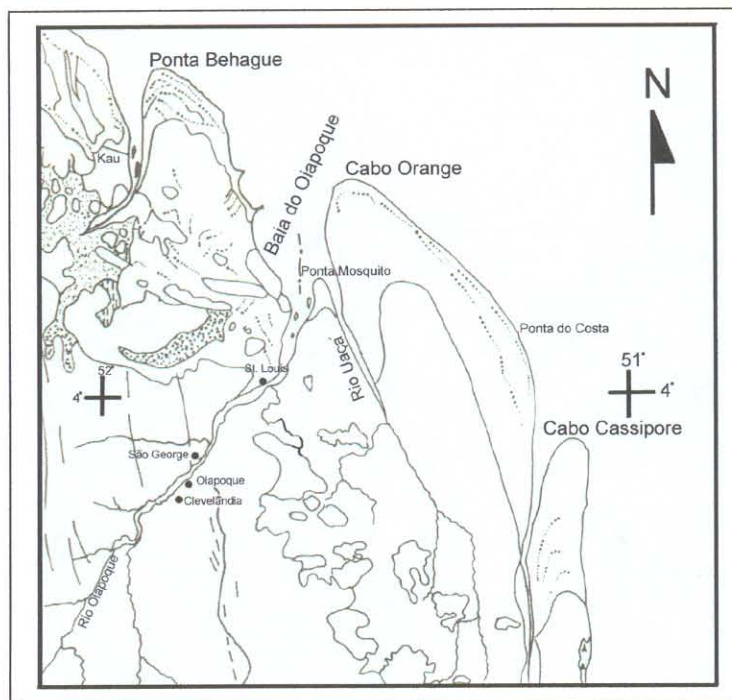 Ponta Behague
N
Kau
Baia do Oiapoque
Cabo Orange
Ponta Mosquito
Ponta do Costa
52°
4°
St. Louis
Rio Uaça
51°
4°
Cabo Cassipore
São George
Oiapoque
Clevelândia
Rio Oiapoque